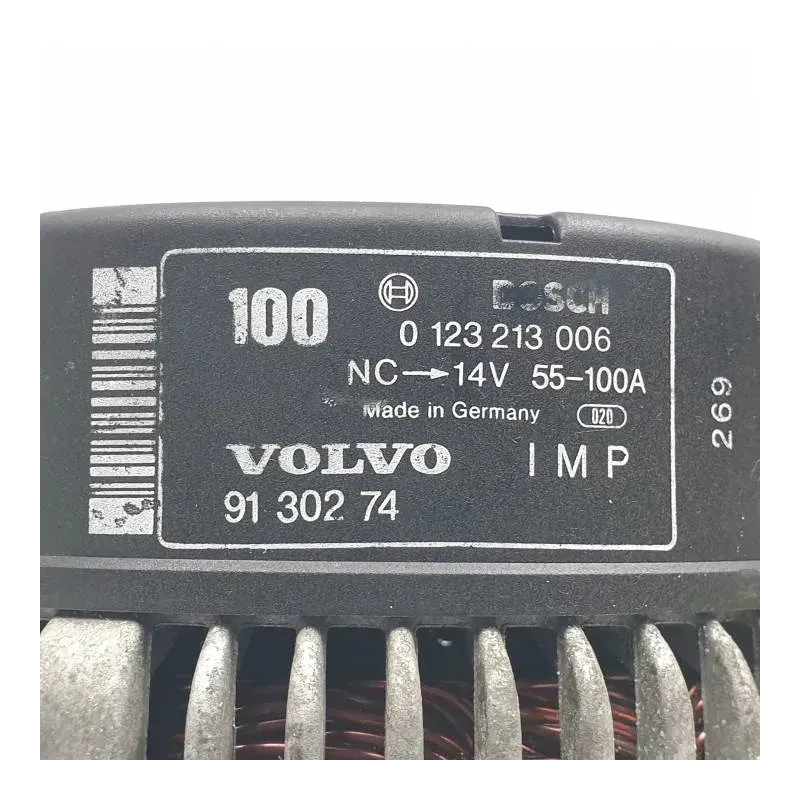 100 BOSCH
0 123 213 006
NC→14V 55-100A
Made in Germany 020
VOLVO IMP
91 302 74
269